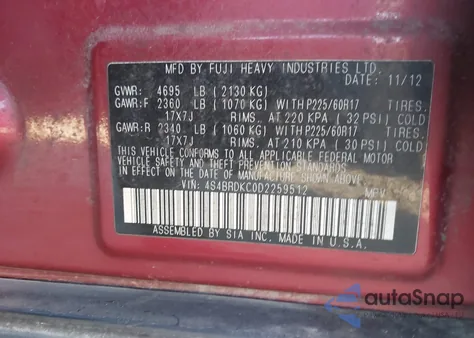 MFD BY FUJI HEAVY INDUSTRIES LTD.
DATE: 11/12
GVWR: 4695 LB ( 2130 KG)
GAWR:F 2360 LB ( 1070 KG) WITH P225/60R17 TIRES.
17X7J RIMS, AT 220 KPA ( 32 PSI) COLD
GAWR:R 2340 LB ( 1060 KG) WITH P225/60R17 TIRES.
17X7J RIMS, AT 210 KPA ( 30 PSI) COLD
THIS VEHICLE CONFORMS TO ALL APPLICABLE FEDERAL MOTOR
VEHICLE SAFETY AND THEFT PREVENTION STANDARDS
IN EFFECT ON THE DATE OF MANUFACTURE SHOWN ABOVE.
VIN: 4S4BRDKC0D2259512 MPV
ASSEMBLED BY SIA INC. MADE IN U.S.A.
autoSnap